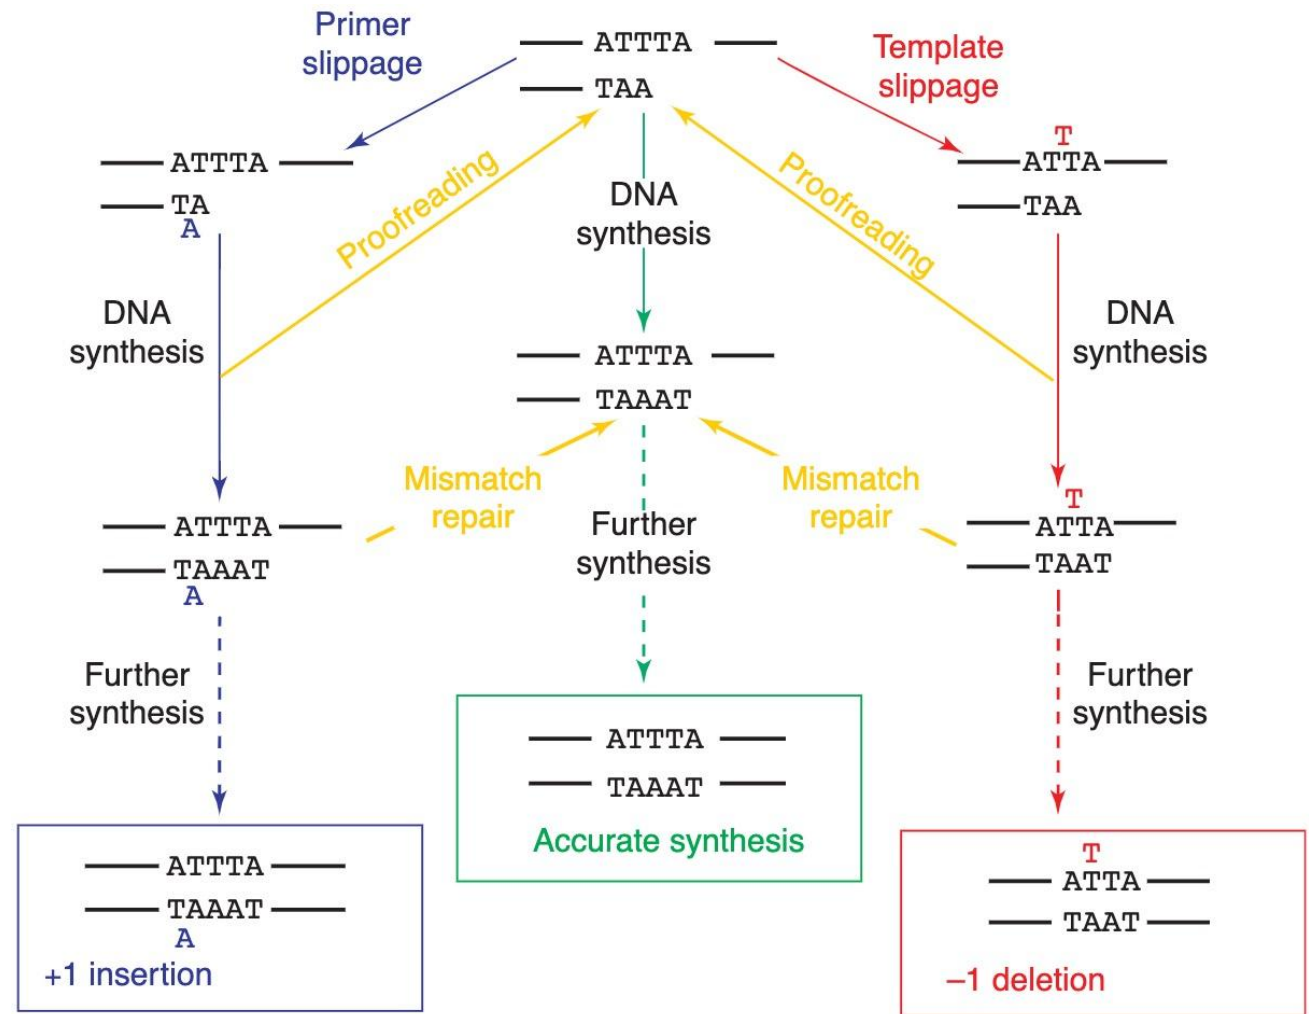 Primer
slippage
ATTTA
TAA
Template
slippage
ATTTA
TA
A
Proofreading
DNA
synthesis
Proofreading
T
ATTA
TAA
DNA
synthesis
ATTTA
TAAAT
DNA
synthesis
Mismatch
repair
Mismatch
repair
ATTTA
TAAAT
A
Further
synthesis
T
ATTA
TAAT
Further
synthesis
ATTTA
TAAAT
Accurate synthesis
Further
synthesis
ATTTA
TAAAT
A
+1 insertion
T
ATTA
TAAT
–1 deletion